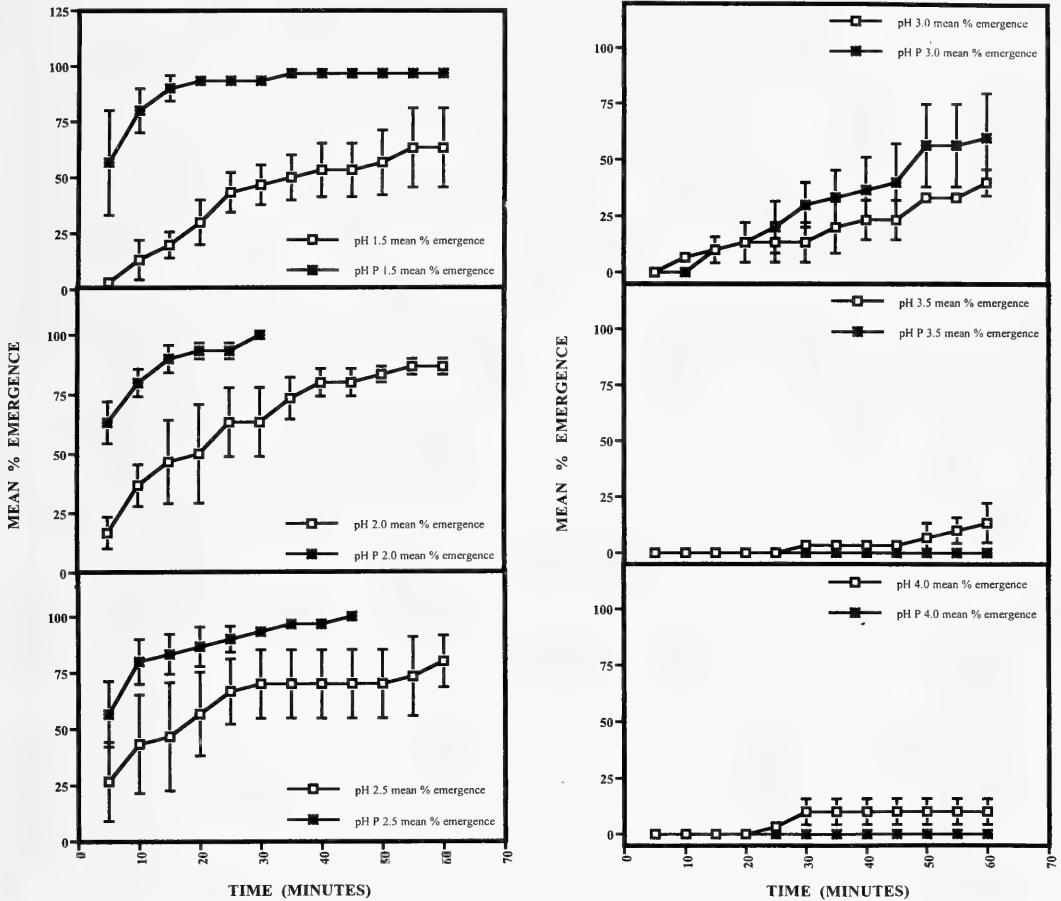 125
100
75
50
25
0
pH 1.5 mean % emergence
pH P 1.5 mean % emergence
100
75
50
25
0
pH 2.0 mean % emergence
pH P 2.0 mean % emergence
100
75
50
25
0
pH 2.5 mean % emergence
pH P 2.5 mean % emergence
0
10
20
30
40
50
60
70
MEAN % EMERGENCE
TIME (MINUTES)
100
75
50
25
0
pH 3.0 mean % emergence
pH P 3.0 mean % emergence
100
75
50
25
0
pH 3.5 mean % emergence
pH P 3.5 mean % emergence
100
75
50
25
0
pH 4.0 mean % emergence
pH P 4.0 mean % emergence
0
10
20
30
40
50
60
70
MEAN % EMERGENCE
TIME (MINUTES)